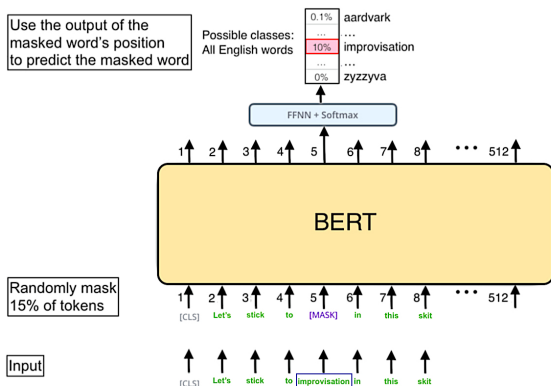 Use the output of the
masked word's position
to predict the masked word
Possible classes:
All English words
0.1% aardvark
... ...
10% improvisation
... ...
0% zyzzyva
FFNN + Softmax
1 2 3 4 5 6 7 8 ••• 512
BERT
Randomly mask
15% of tokens
1 2 3 4 5 6 7 8 ••• 512
[CLS] Let's stick to [MASK] in this skit
Input
[CLS] Let's stick to improvisation in this skit